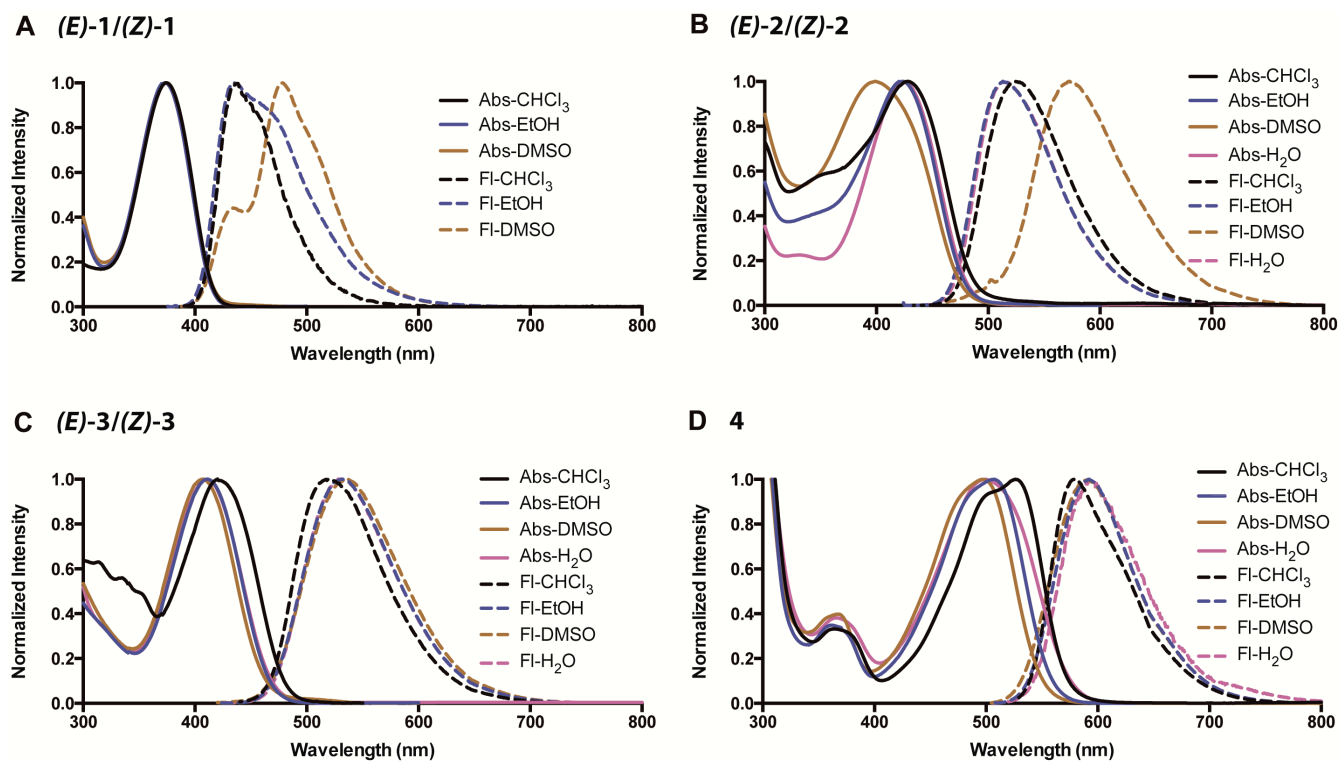 A (E)-1/(Z)-1
Normalized Intensity
1.0
0.8
0.6
0.4
0.2
0.0
300 400 500 600 700 800
Wavelength (nm)
Abs-CHCl3
Abs-EtOH
Abs-DMSO
Fl-CHCl3
Fl-EtOH
Fl-DMSO
B (E)-2/(Z)-2
Normalized Intensity
1.0
0.8
0.6
0.4
0.2
0.0
300 400 500 600 700 800
Wavelength (nm)
Abs-CHCl3
Abs-EtOH
Abs-DMSO
Abs-H2O
Fl-CHCl3
Fl-EtOH
Fl-DMSO
Fl-H2O
C (E)-3/(Z)-3
Normalized Intensity
1.0
0.8
0.6
0.4
0.2
0.0
300 400 500 600 700 800
Wavelength (nm)
Abs-CHCl3
Abs-EtOH
Abs-DMSO
Abs-H2O
Fl-CHCl3
Fl-EtOH
Fl-DMSO
Fl-H2O
D 4
Normalized Intensity
1.0
0.8
0.6
0.4
0.2
0.0
300 400 500 600 700 800
Wavelength (nm)
Abs-CHCl3
Abs-EtOH
Abs-DMSO
Abs-H2O
Fl-CHCl3
Fl-EtOH
Fl-DMSO
Fl-H2O